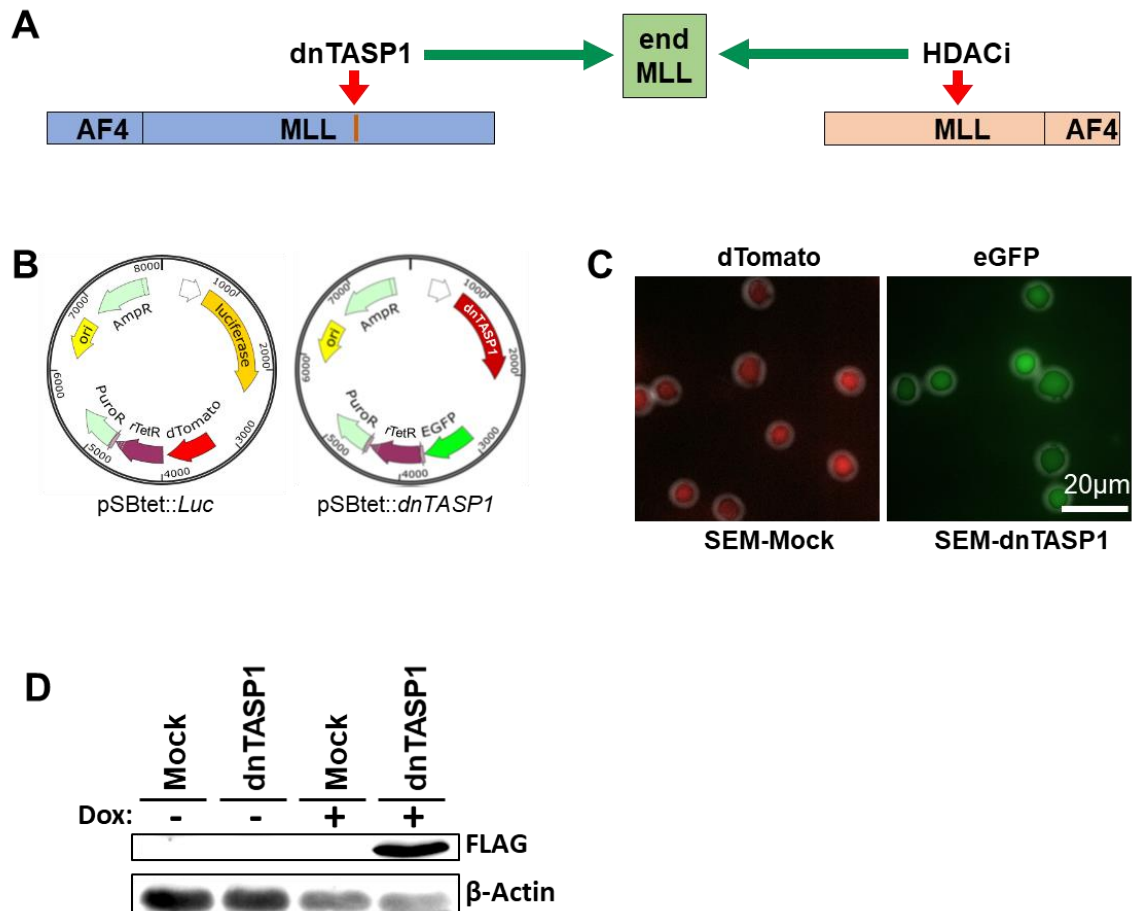 A
dnTASP1
end
MLL
HDACi
AF4 MLL
MLL AF4
B
8000
1000
2000
3000
4000
5000
6000
7000
AmpR
ori
luciferase
PuroR
rTetR
dTomato
pSBtet::Luc
1000
2000
3000
4000
5000
6000
7000
AmpR
ori
dnTASP1
PuroR
rTetR
EGFP
pSBtet::dnTASP1
C
dTomato
eGFP
20µm
SEM-Mock
SEM-dnTASP1
D
Mock
dnTASP1
Mock
dnTASP1
Dox: - - + +
FLAG
β-Actin